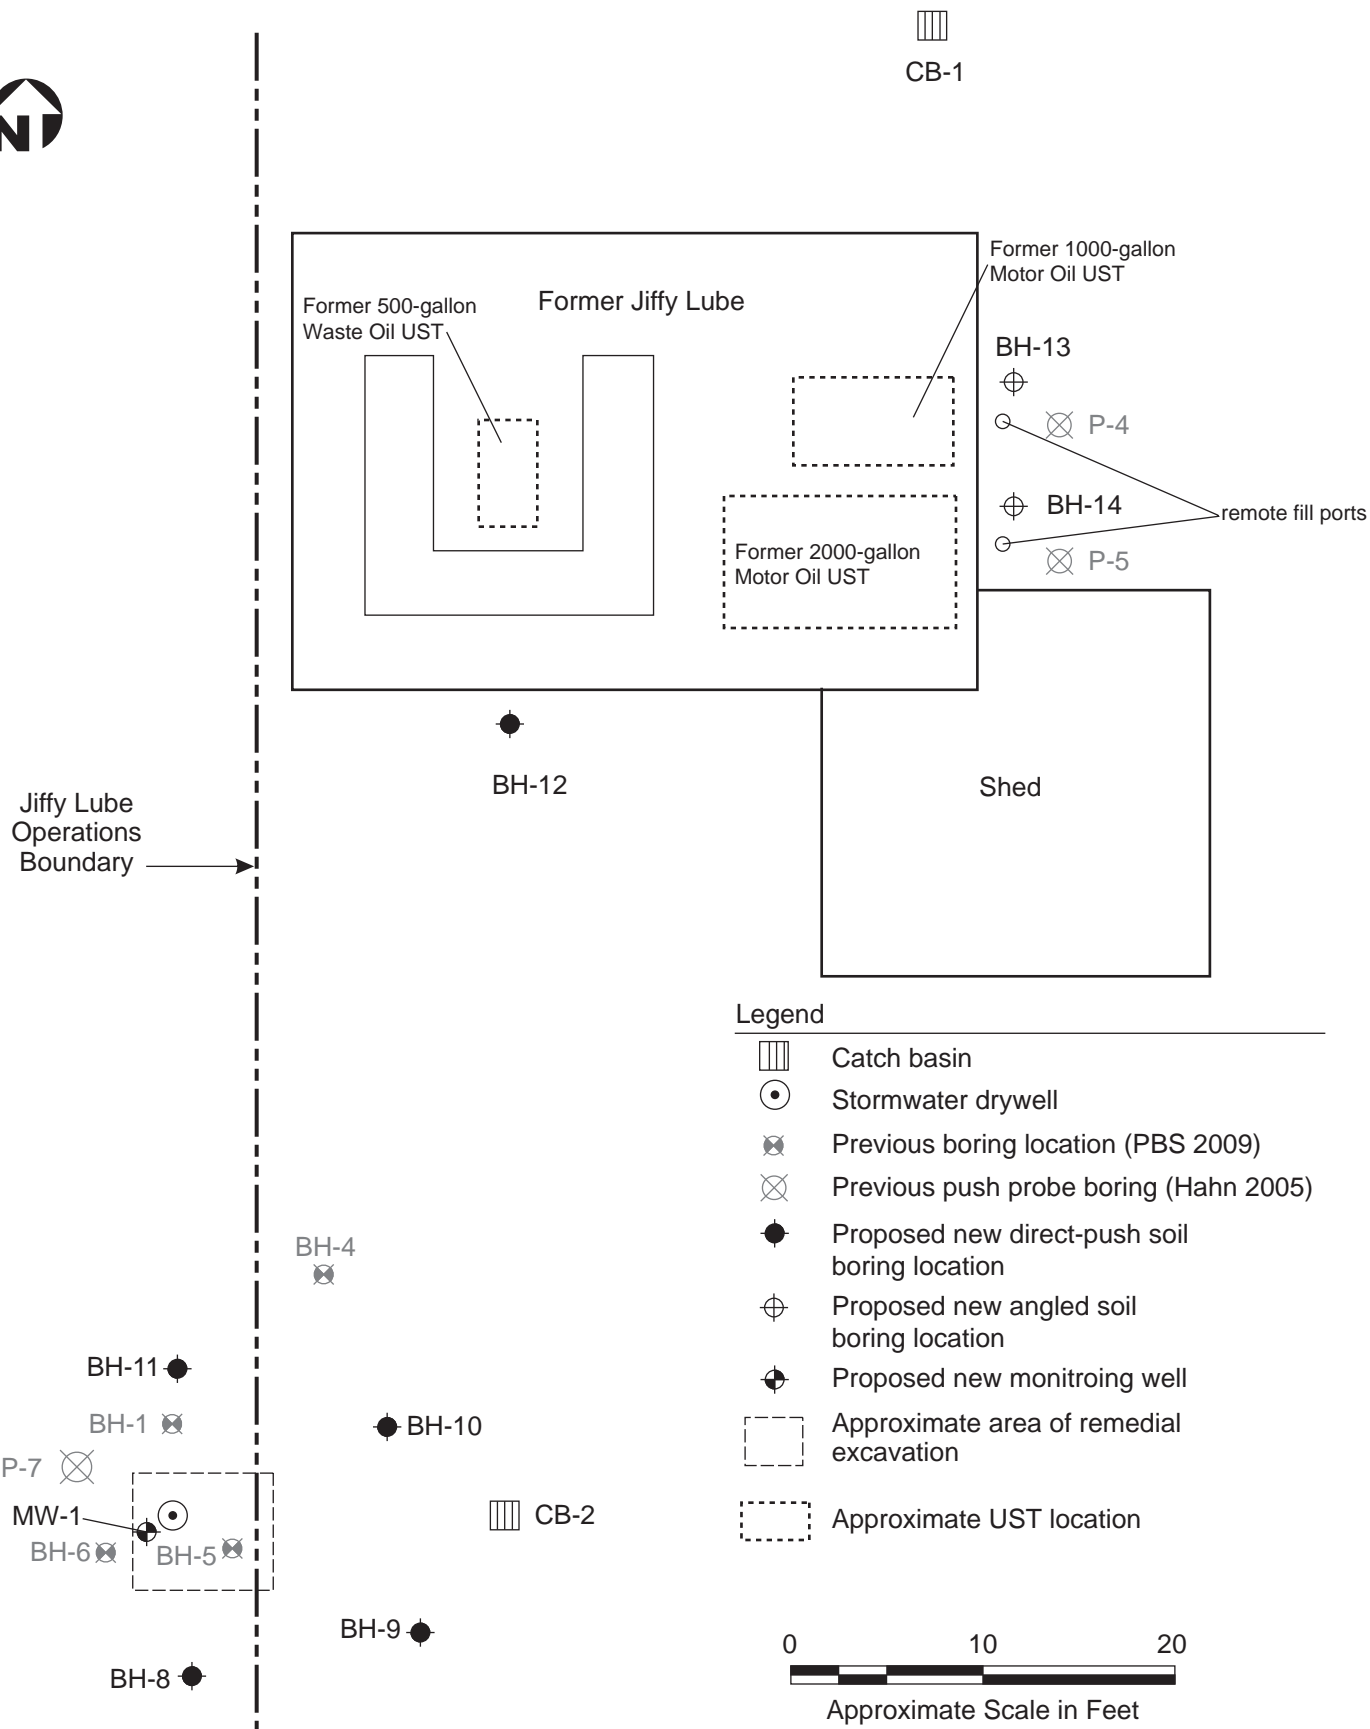 CB-1
N
Former 1000-gallon
Motor Oil UST
Former 500-gallon
Waste Oil UST
Former Jiffy Lube
BH-13
P-4
BH-14
remote fill ports
Former 2000-gallon
Motor Oil UST
P-5
BH-12
Shed
Jiffy Lube
Operations
Boundary
Legend
Catch basin
Stormwater drywell
Previous boring location (PBS 2009)
Previous push probe boring (Hahn 2005)
Proposed new direct-push soil
boring location
Proposed new angled soil
boring location
Proposed new monitroing well
Approximate area of remedial
excavation
Approximate UST location
BH-4
BH-11
BH-1
BH-10
P-7
MW-1
CB-2
BH-6
BH-5
BH-9
BH-8
0 10 20
Approximate Scale in Feet